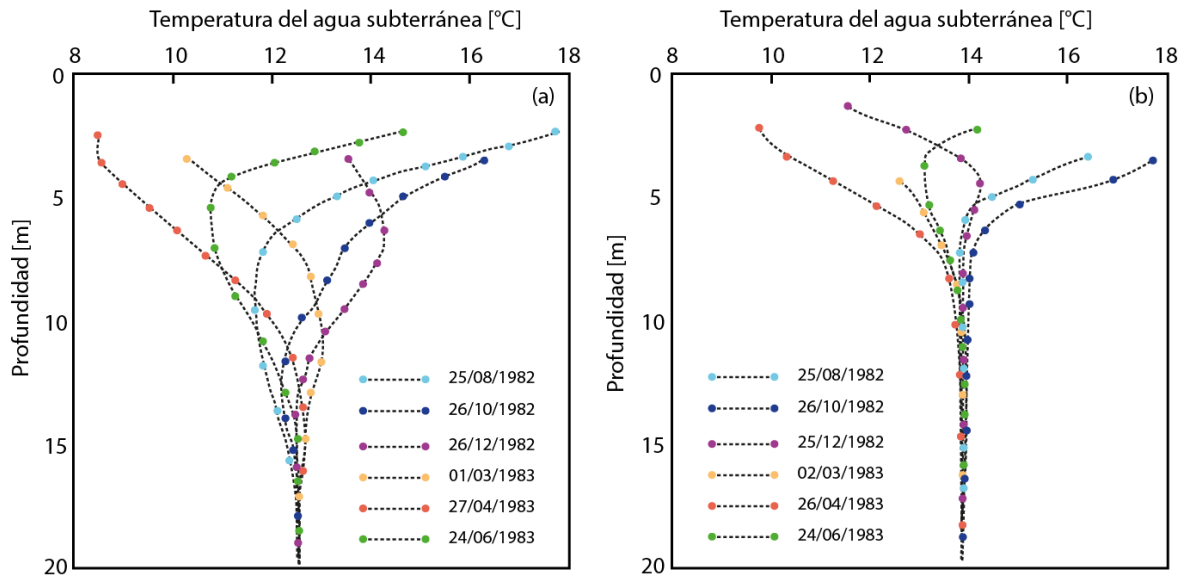 Temperatura del agua subterránea [°C]
8 10 12 14 16 18
0
5
10
15
20
Profundidad [m]
(a)
25/08/1982
26/10/1982
26/12/1982
01/03/1983
27/04/1983
24/06/1983
Temperatura del agua subterránea [°C]
8 10 12 14 16 18
0
5
10
15
20
Profundidad [m]
(b)
25/08/1982
26/10/1982
25/12/1982
02/03/1983
26/04/1983
24/06/1983